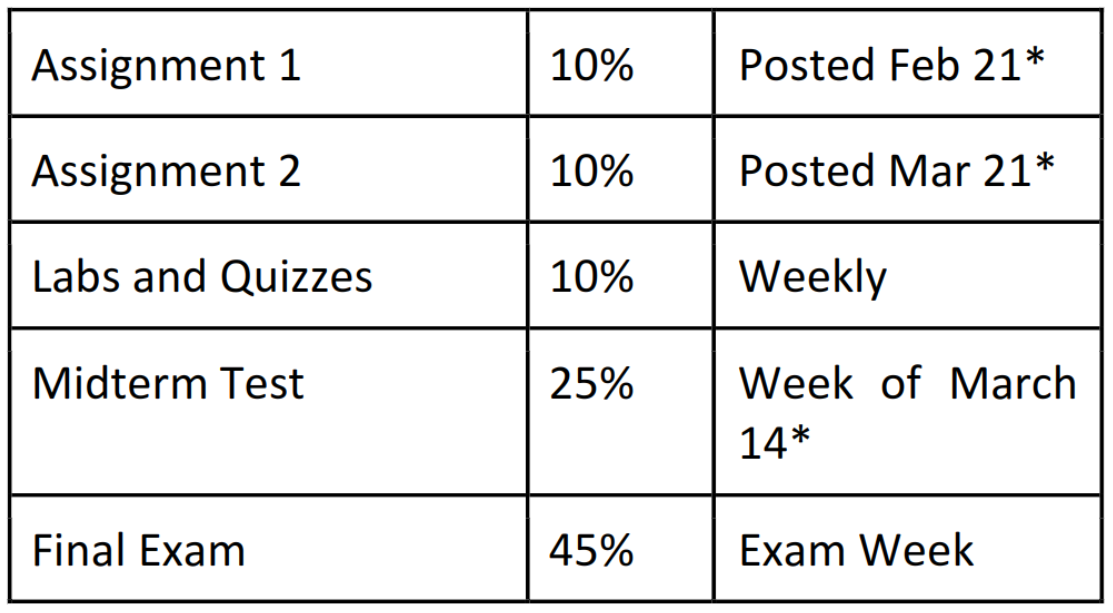 Assignment 1 10% Posted Feb 21*
Assignment 2 10% Posted Mar 21*
Labs and Quizzes 10% Weekly
Midterm Test 25% Week of March
14*
Final Exam 45% Exam Week